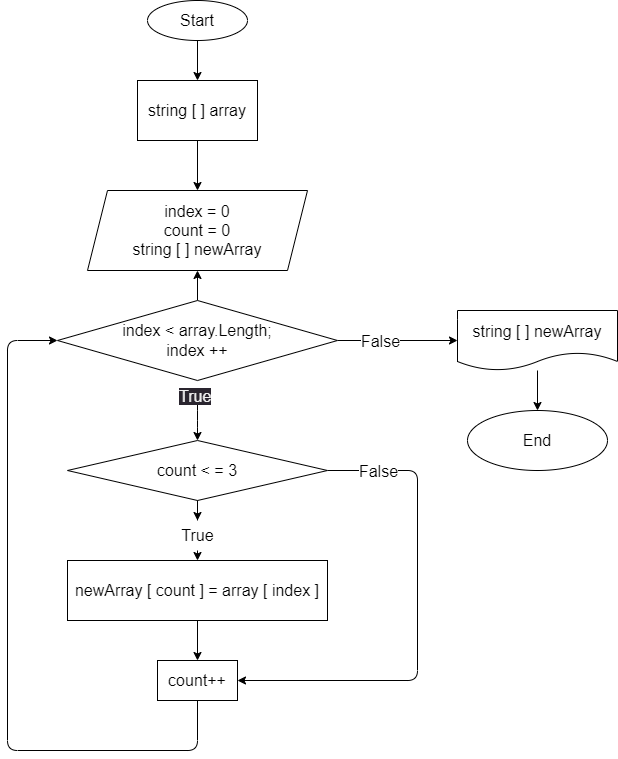 Start
string [ ] array
index = 0
count = 0
string [ ] newArray
index < array.Length;
index ++
False
string [ ] newArray
True
End
count < = 3
False
True
newArray [ count ] = array [ index ]
count++